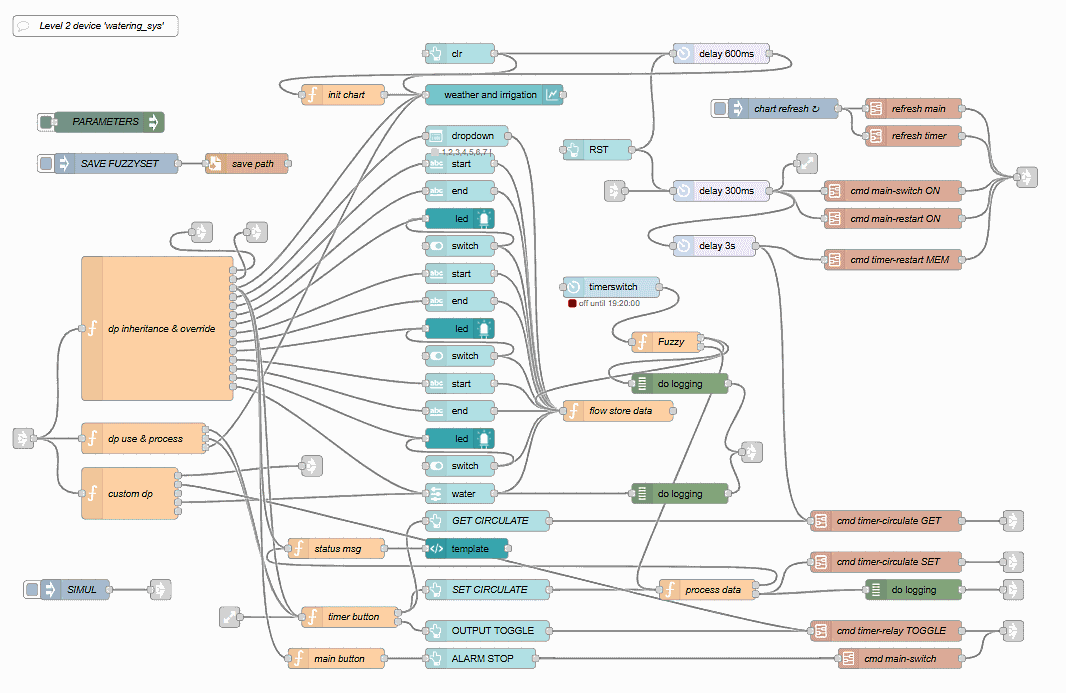 Level 2 device 'watering_sys'
clr
delay 600ms
init chart
weather and irrigation
chart refresh ↻
refresh main
PARAMETERS
dropdown
1,2,3,4,5,6,7 |
refresh timer
RST
SAVE FUZZYSET
save path
start
end
delay 300ms
cmd main-switch ON
led
cmd main-restart ON
switch
delay 3s
cmd timer-restart MEM
start
timerswitch
off until 19:20:00
end
dp inheritance & override
led
Fuzzy
switch
start
do logging
end
flow store data
dp use & process
led
switch
custom dp
water
do logging
GET CIRCULATE
cmd timer-circulate GET
status msg
template
cmd timer-circulate SET
SIMUL
SET CIRCULATE
process data
do logging
timer button
OUTPUT TOGGLE
cmd timer-relay TOGGLE
main button
ALARM STOP
cmd main-switch